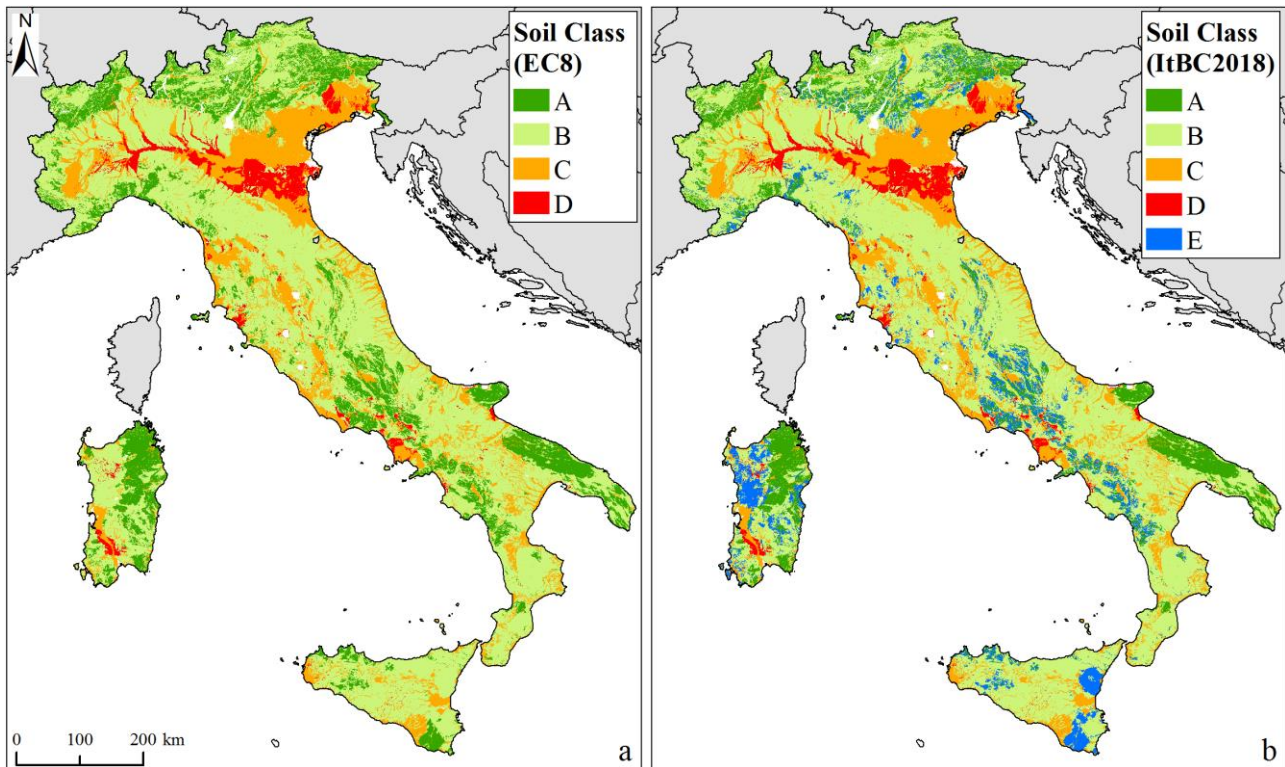 N
Soil Class
(EC8)
A
B
C
D
0 100 200 km
a
Soil Class
(ItBC2018)
A
B
C
D
E
b